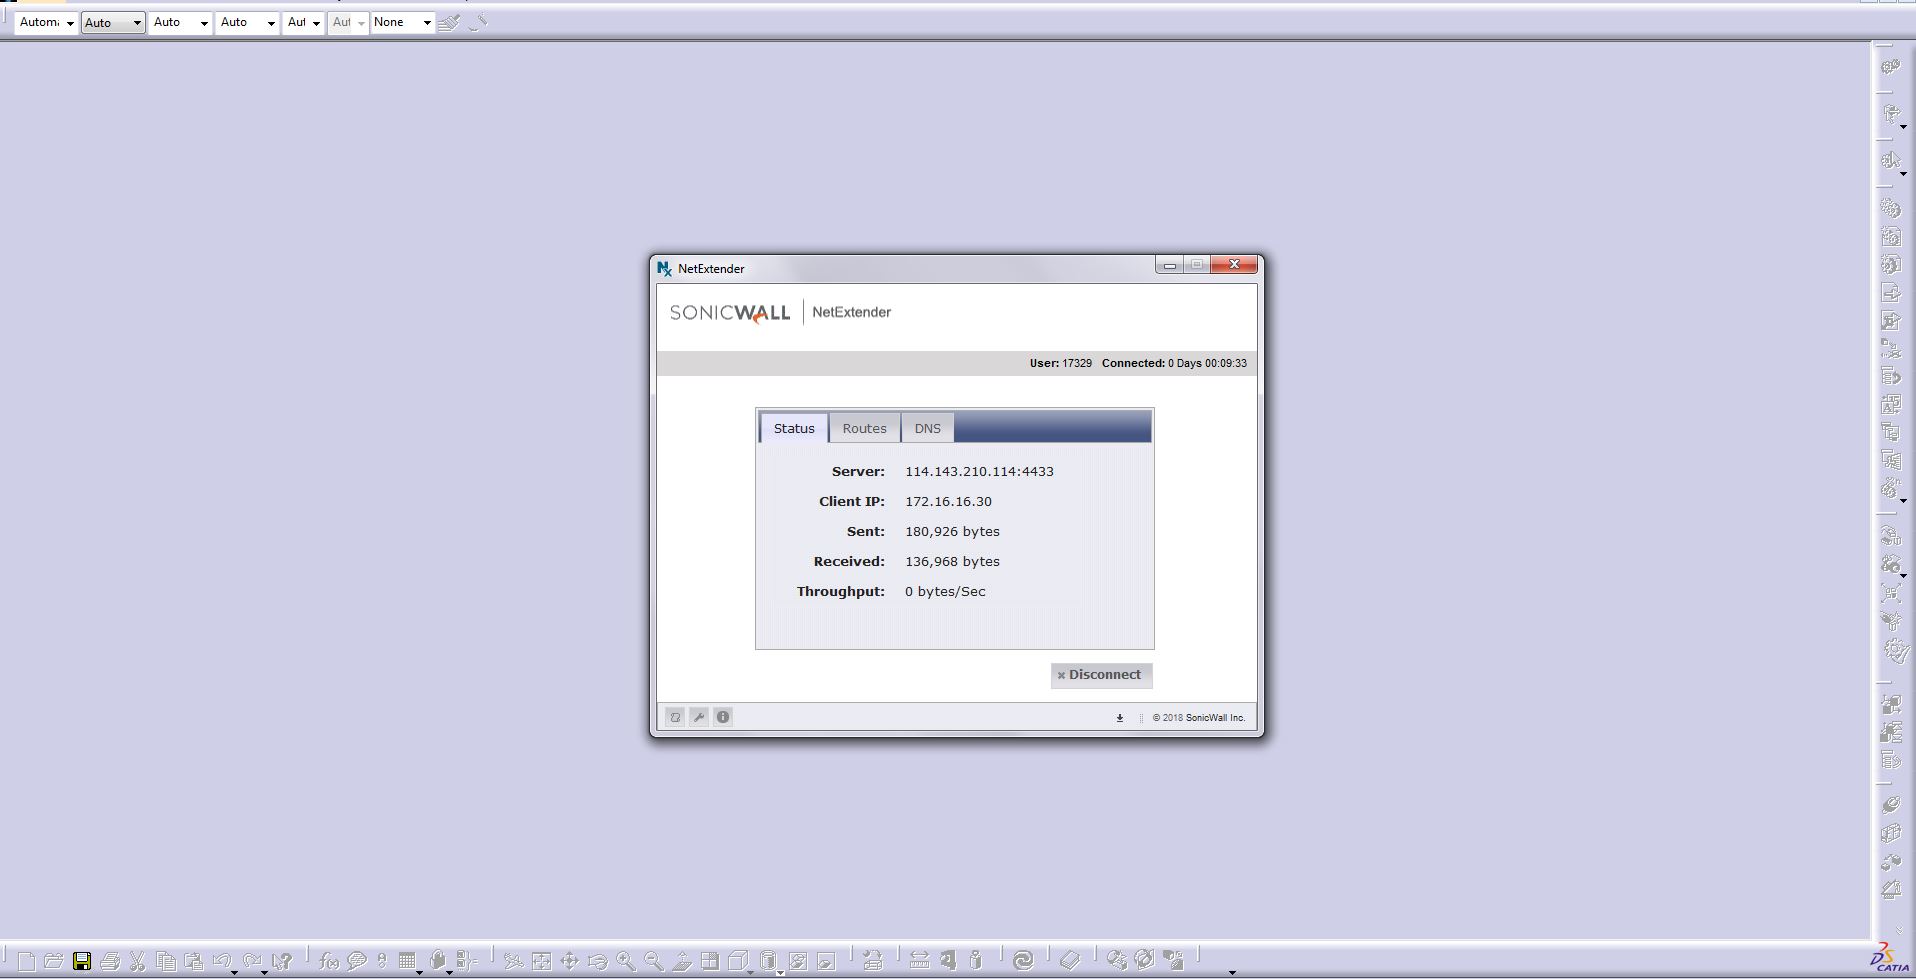 Automa Auto Auto Auto Aut Aut None
NetExtender
SONICWALL NetExtender
User: 17329 Connected: 0 Days 00:09:33
Status Routes DNS
Server: 114.143.210.114:4433
Client IP: 172.16.16.30
Sent: 180,926 bytes
Received: 136,968 bytes
Throughput: 0 bytes/Sec
Disconnect
© 2018 SonicWall Inc.
CATIA